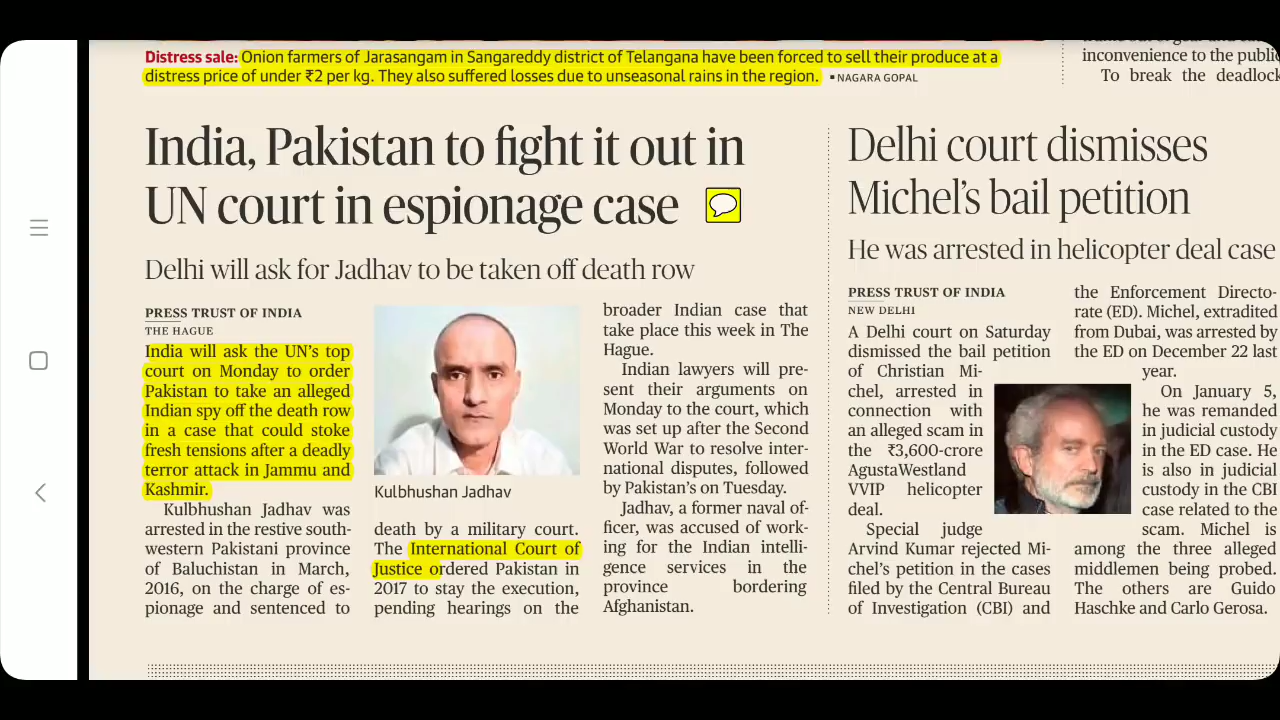 Distress sale: Onion farmers of Jarasangam in Sangareddy district of Telangana have been forced to sell their produce at a
distress price of under ₹2 per kg. They also suffered losses due to unseasonal rains in the region. ▪ NAGARA GOPAL
inconvenience to the public
To break the deadlock
India, Pakistan to fight it out in
UN court in espionage case
Delhi will ask for Jadhav to be taken off death row
PRESS TRUST OF INDIA
THE HAGUE
India will ask the UN's top
court on Monday to order
Pakistan to take an alleged
Indian spy off the death row
in a case that could stoke
fresh tensions after a deadly
terror attack in Jammu and
Kashmir.
Kulbhushan Jadhav was
arrested in the restive south-
western Pakistani province
of Baluchistan in March,
2016, on the charge of es-
pionage and sentenced to
Kulbhushan Jadhav
death by a military court.
The International Court of
Justice ordered Pakistan in
2017 to stay the execution,
pending hearings on the
broader Indian case that
take place this week in The
Hague.
Indian lawyers will pre-
sent their arguments on
Monday to the court, which
was set up after the Second
World War to resolve inter-
national disputes, followed
by Pakistan's on Tuesday.
Jadhav, a former naval of-
ficer, was accused of work-
ing for the Indian intelli-
gence services in the
province bordering
Afghanistan.
Delhi court dismisses
Michel's bail petition
He was arrested in helicopter deal case
PRESS TRUST OF INDIA
NEW DELHI
A Delhi court on Saturday
dismissed the bail petition
of Christian Mi-
chel, arrested in
connection with
an alleged scam in
the ₹3,600-crore
AgustaWestland
VVIP helicopter
deal.
Special judge
Arvind Kumar rejected Mi-
chel's petition in the cases
filed by the Central Bureau
of Investigation (CBI) and
the Enforcement Directo-
rate (ED). Michel, extradited
from Dubai, was arrested by
the ED on December 22 last
year.
On January 5,
he was remanded
in judicial custody
in the ED case. He
is also in judicial
custody in the CBI
case related to the
scam. Michel is
among the three alleged
middlemen being probed.
The others are Guido
Haschke and Carlo Gerosa.